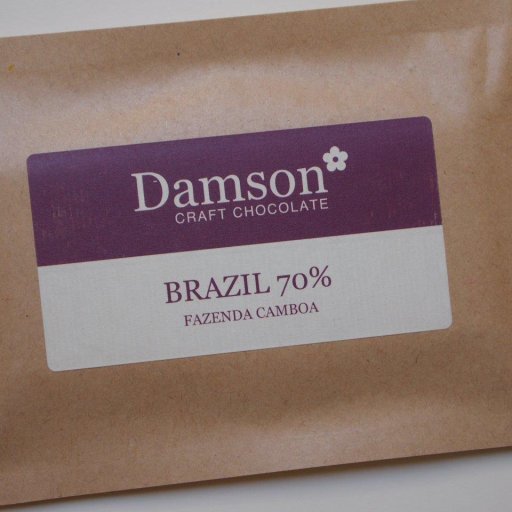 Damson
CRAFT CHOCOLATE
BRAZIL 70%
FAZENDA CAMBOA